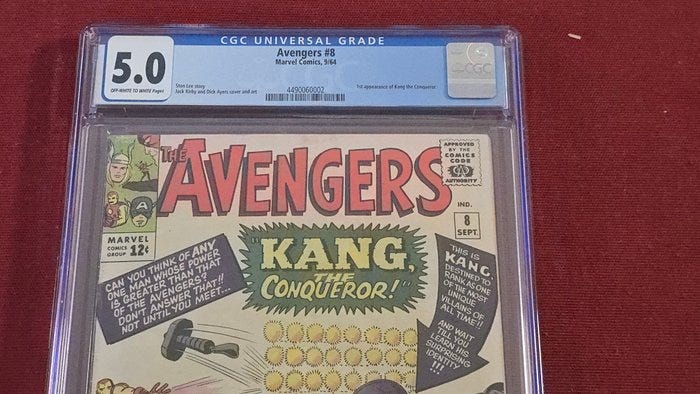 CGC UNIVERSAL GRADE
5.0
OFF-WHITE TO WHITE Pages
Avengers #8
Marvel Comics, 9/64
Stan Lee story
Jack Kirby and Dick Ayers cover and art
4490060002
1st appearance of Kang the Conqueror.
CGC
THE AVENGERS
APPROVED
BY THE
COMICS
CODE
AUTHORITY
IND.
8
SEPT.
A
MARVEL
COMICS
GROUP
12¢
"KANG,
THE
CONQUEROR!"
CAN YOU THINK OF ANY
ONE MAN WHOSE POWER
IS GREATER THAN THAT
OF THE AVENGERS?
DON'T ANSWER THAT!!
NOT UNTIL YOU MEET...
THIS IS
KANG,
DESTINED TO
RANK AS ONE
OF THE MOST
UNIQUE
VILLAINS OF
ALL TIME!!
AND WAIT
TILL YOU
LEARN HIS
SURPRISING
IDENTITY
!!!